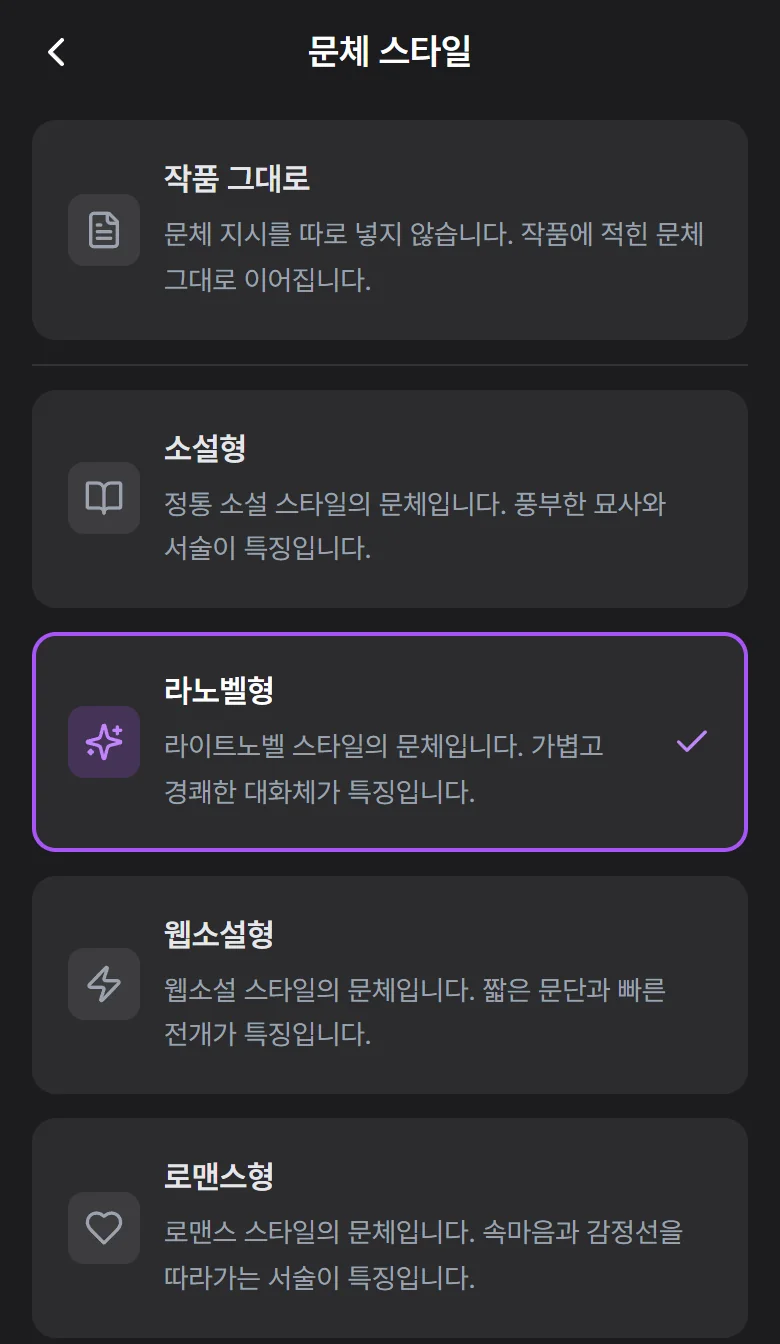 문체 스타일
작품 그대로
문체 지시를 따로 넣지 않습니다. 작품에 적힌 문체
그대로 이어집니다.
소설형
정통 소설 스타일의 문체입니다. 풍부한 묘사와
서술이 특징입니다.
라노벨형
라이트노벨 스타일의 문체입니다. 가볍고
경쾌한 대화체가 특징입니다.
웹소설형
웹소설 스타일의 문체입니다. 짧은 문단과 빠른
전개가 특징입니다.
로맨스형
로맨스 스타일의 문체입니다. 속마음과 감정선을
따라가는 서술이 특징입니다.